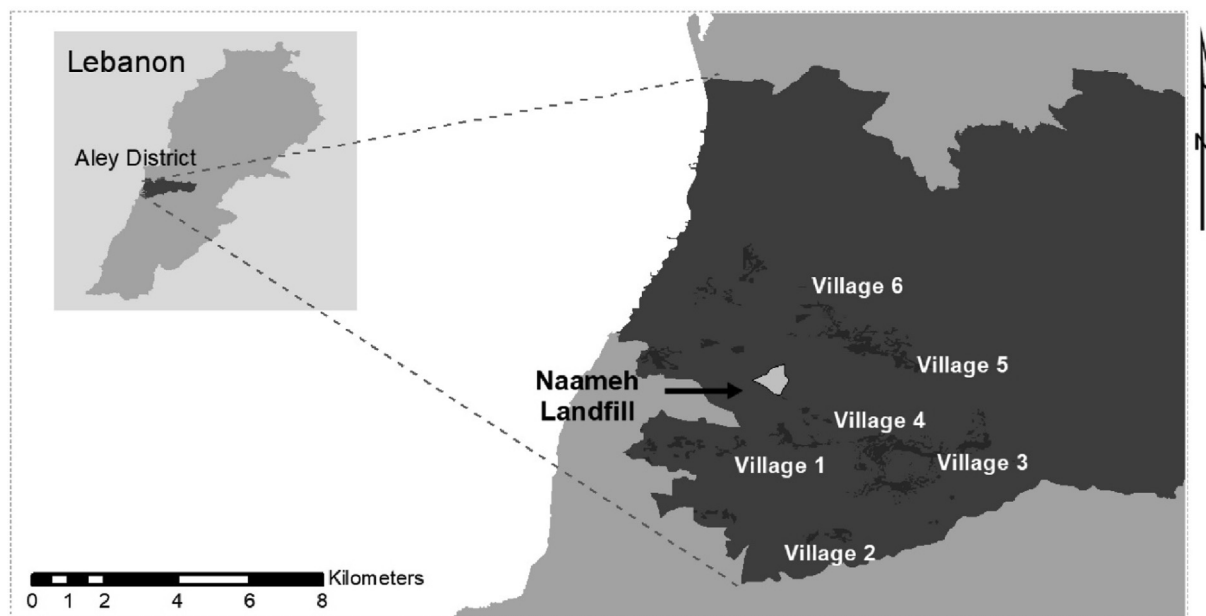 Lebanon
Aley District
Village 6
Village 5
Naameh
Landfill
Village 4
Village 1
Village 3
Village 2
Kilometers
0 1 2 4 6 8
N